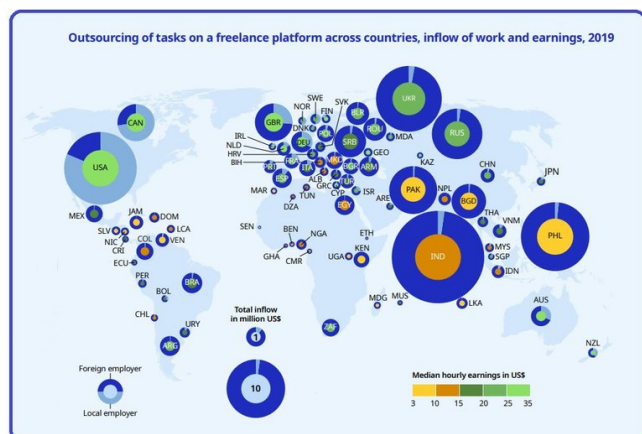 Outsourcing of tasks on a freelance platform across countries, inflow of work and earnings, 2019
SWE
NOR
FIN
SVK
UKR
CAN
GBR
BLR
DNK
POL
ROU
RUS
IRL
DEU
SRB
MDA
NLD
HRV
GEO
BIH
FRA
MKD
KAZ
USA
PRT
ITA
BGR
ARM
CHN
ESP
ALB
GRC
TUR
JPN
CYP
ISR
PAK
NPL
MAR
TUN
DZA
EGY
ARE
BGD
MEX
JAM
DOM
THA
SLV
LCA
SEN
BEN
NGA
ETH
IND
VNM
PHL
NIC
COL
VEN
CRI
GHA
CMR
UGA
KEN
MYS
SGP
ECU
IDN
PER
BRA
MDG
MUS
LKA
BOL
AUS
CHL
URY
ZAF
ARG
NZL
Total inflow
in million US$
1
10
Foreign employer
Local employer
Median hourly earnings in US$
3 10 15 20 25 35